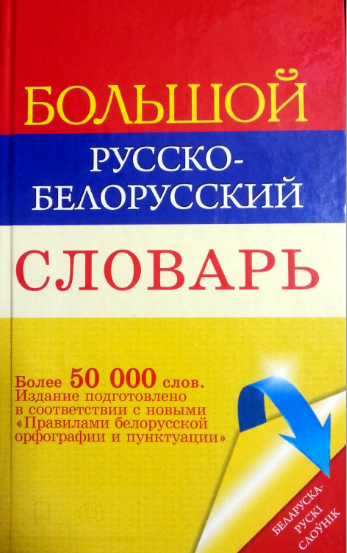 БОЛЬШОЙ
РУССКО-
БЕЛОРУССКИЙ
СЛОВАРЬ
Более 50 000 слов.
Издание подготовлено
в соответствии с новыми
«Правилами белорусской
орфографии и пунктуации»
БЕЛАРУСКА-
РУСКІ
СЛОЎНІК